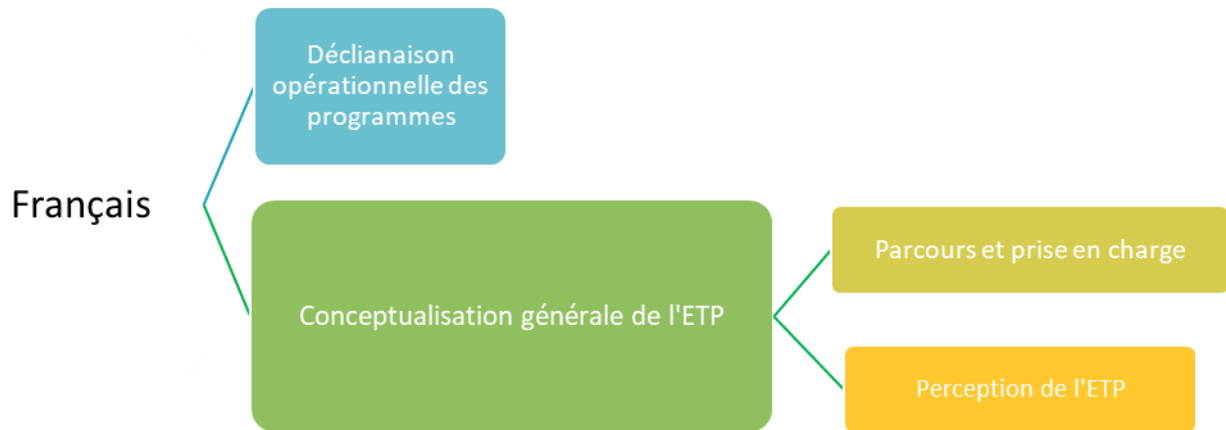 Déclianaison
opérationnelle des
programmes
Français
Conceptualisation générale de l'ETP
Parcours et prise en charge
Perception de l'ETP